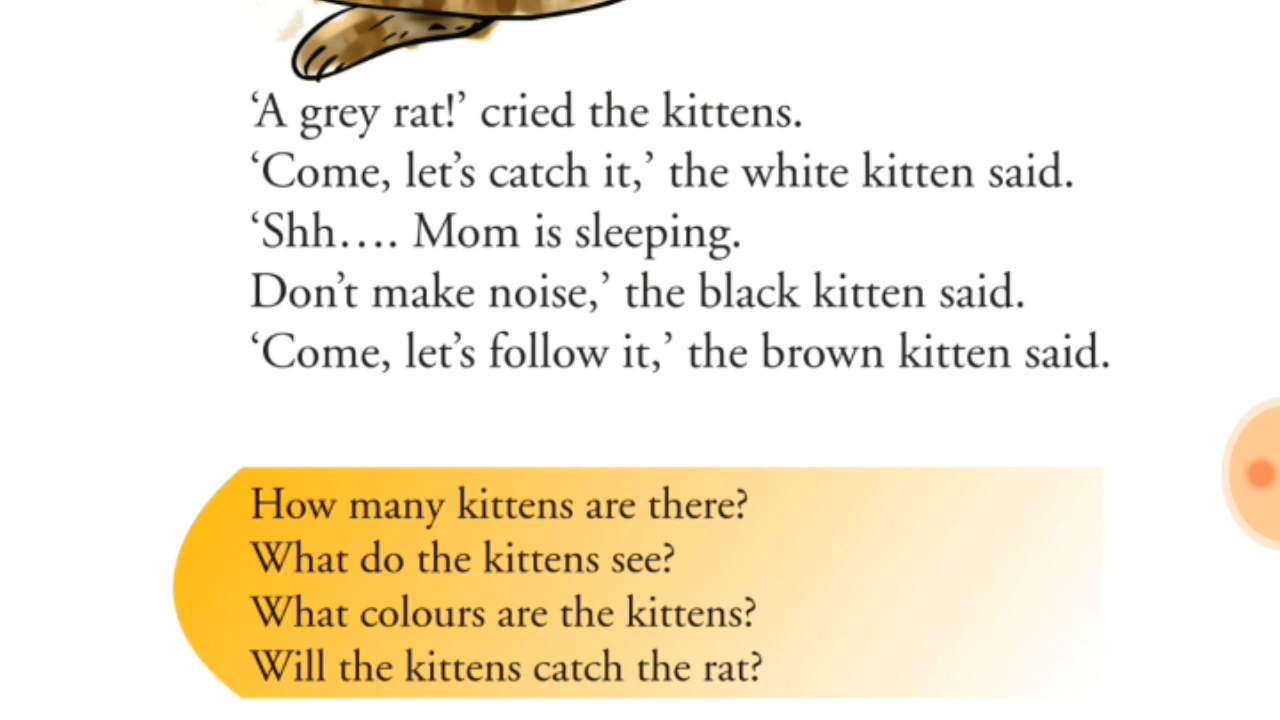 ‘A grey rat!’ cried the kittens.
‘Come, let’s catch it,’ the white kitten said.
‘Shh…. Mom is sleeping.
Don’t make noise,’ the black kitten said.
‘Come, let’s follow it,’ the brown kitten said.
How many kittens are there?
What do the kittens see?
What colours are the kittens?
Will the kittens catch the rat?